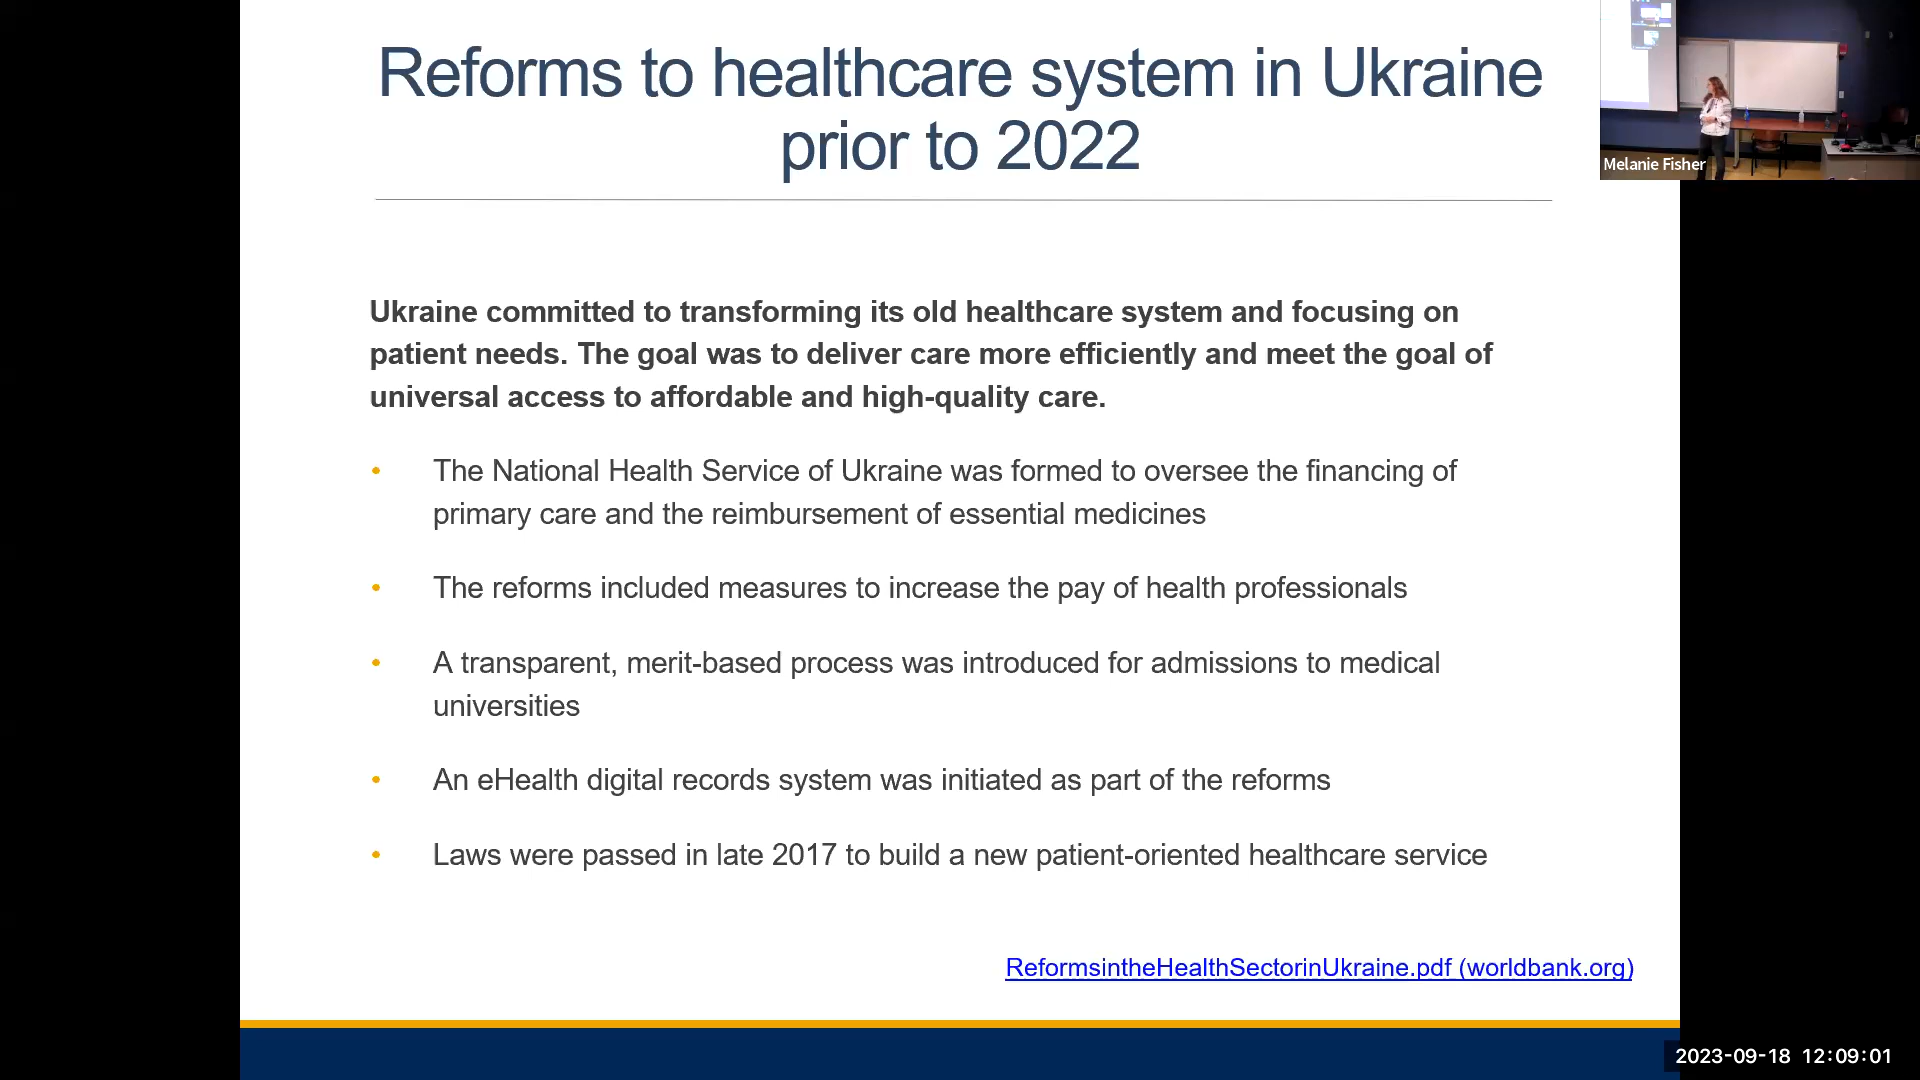 Reforms to healthcare system in Ukraine
prior to 2022
Melanie Fisher
Ukraine committed to transforming its old healthcare system and focusing on
patient needs. The goal was to deliver care more efficiently and meet the goal of
universal access to affordable and high-quality care.
• The National Health Service of Ukraine was formed to oversee the financing of
primary care and the reimbursement of essential medicines
• The reforms included measures to increase the pay of health professionals
• A transparent, merit-based process was introduced for admissions to medical
universities
• An eHealth digital records system was initiated as part of the reforms
• Laws were passed in late 2017 to build a new patient-oriented healthcare service
ReformsintheHealthSectorinUkraine.pdf (worldbank.org)
2023-09-18 12:09:01